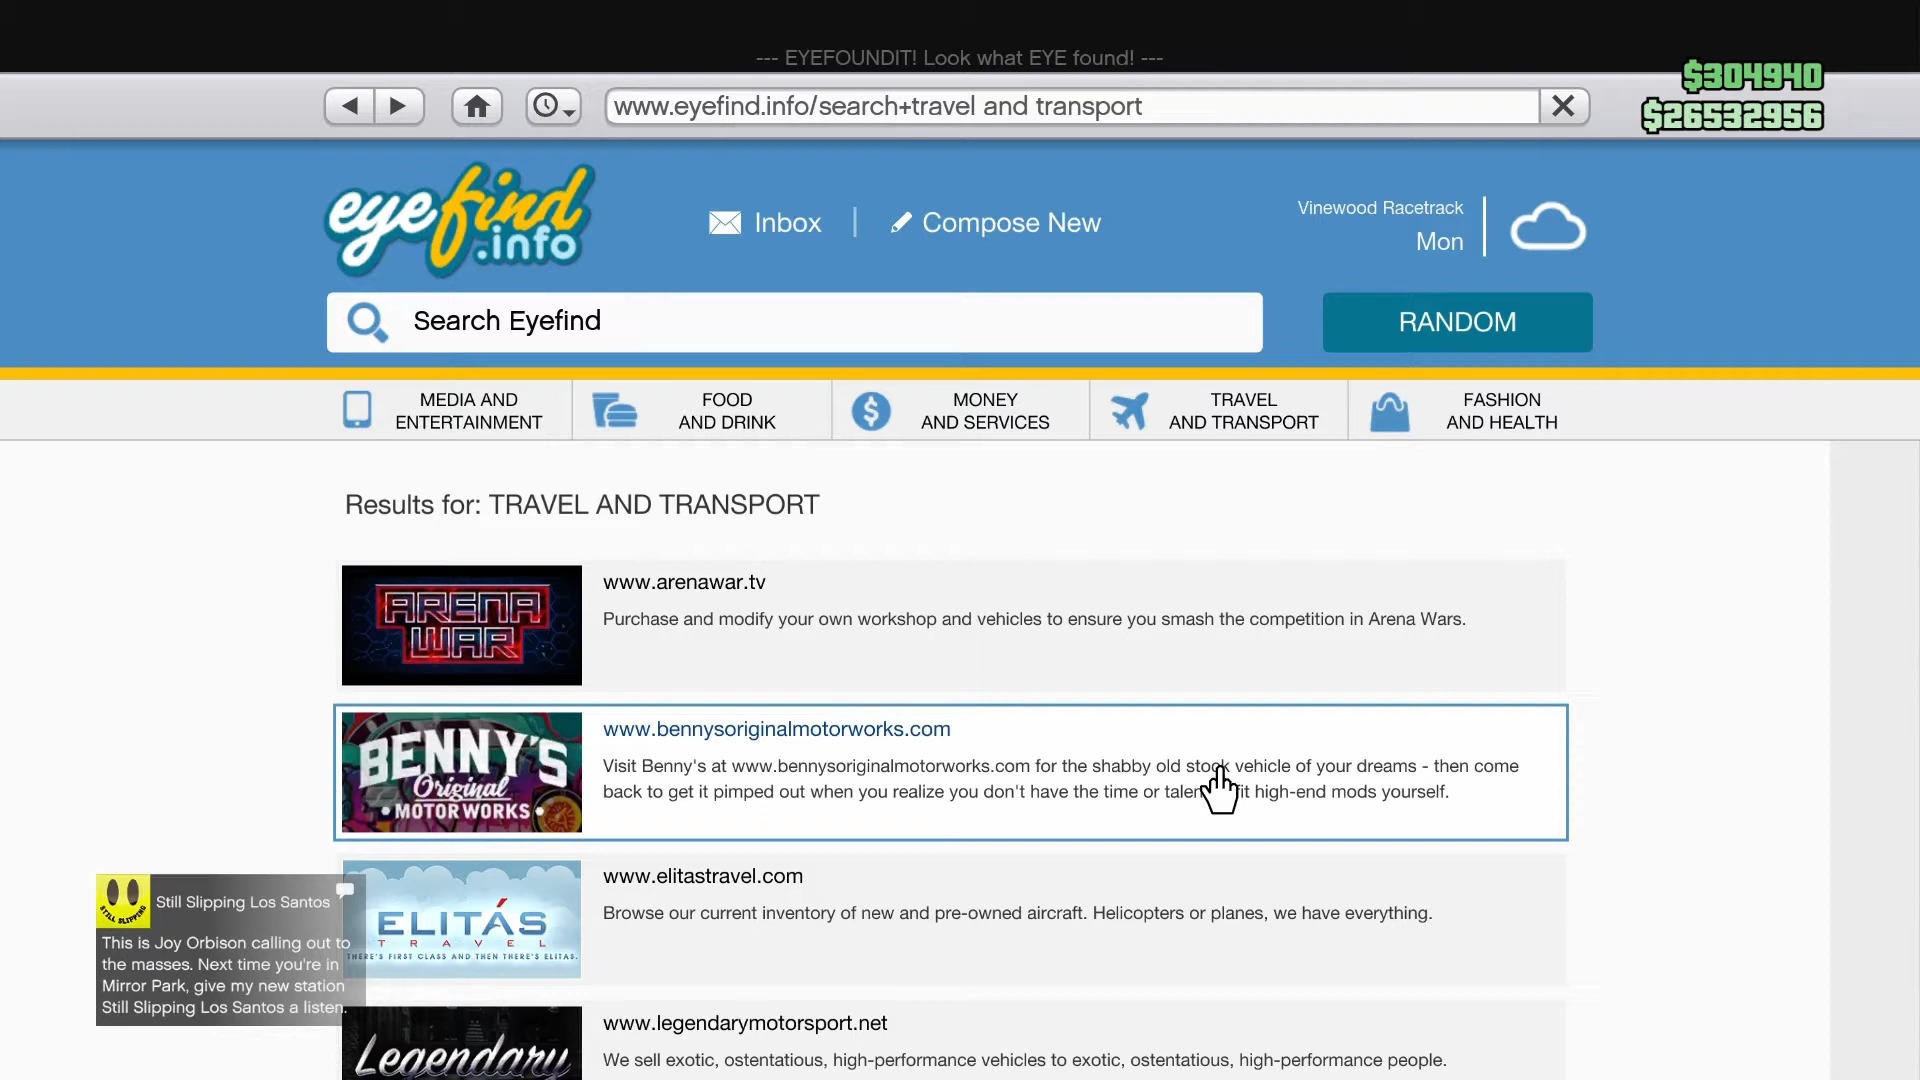 --- EYEFOUNDIT! Look what EYE found! ---
$304940
www.eyefind.info/search+travel and transport
$26532956
eyefind
.info
Inbox
Compose New
Vinewood Racetrack
Mon
Search Eyefind
RANDOM
MEDIA AND
ENTERTAINMENT
FOOD
AND DRINK
MONEY
AND SERVICES
TRAVEL
AND TRANSPORT
FASHION
AND HEALTH
Results for: TRAVEL AND TRANSPORT
ARENA
WAR
www.arenawar.tv
Purchase and modify your own workshop and vehicles to ensure you smash the competition in Arena Wars.
BENNY'S
Original
MOTOR WORKS
www.bennysoriginalmotorworks.com
Visit Benny's at www.bennysoriginalmotorworks.com for the shabby old stock vehicle of your dreams - then come
back to get it pimped out when you realize you don't have the time or it high-end mods yourself.
ELITÁS
TRAVEL
THERE'S FIRST CLASS AND THEN THERE'S ELITAS.
www.elitastravel.com
Browse our current inventory of new and pre-owned aircraft. Helicopters or planes, we have everything.
STILL SLIPPING
Still Slipping Los Santos
This is Joy Orbison calling out to
the masses. Next time you're in
Mirror Park, give my new station
Still Slipping Los Santos a listen.
Legendary
www.legendarymotorsport.net
We sell exotic, ostentatious, high-performance vehicles to exotic, ostentatious, high-performance people.